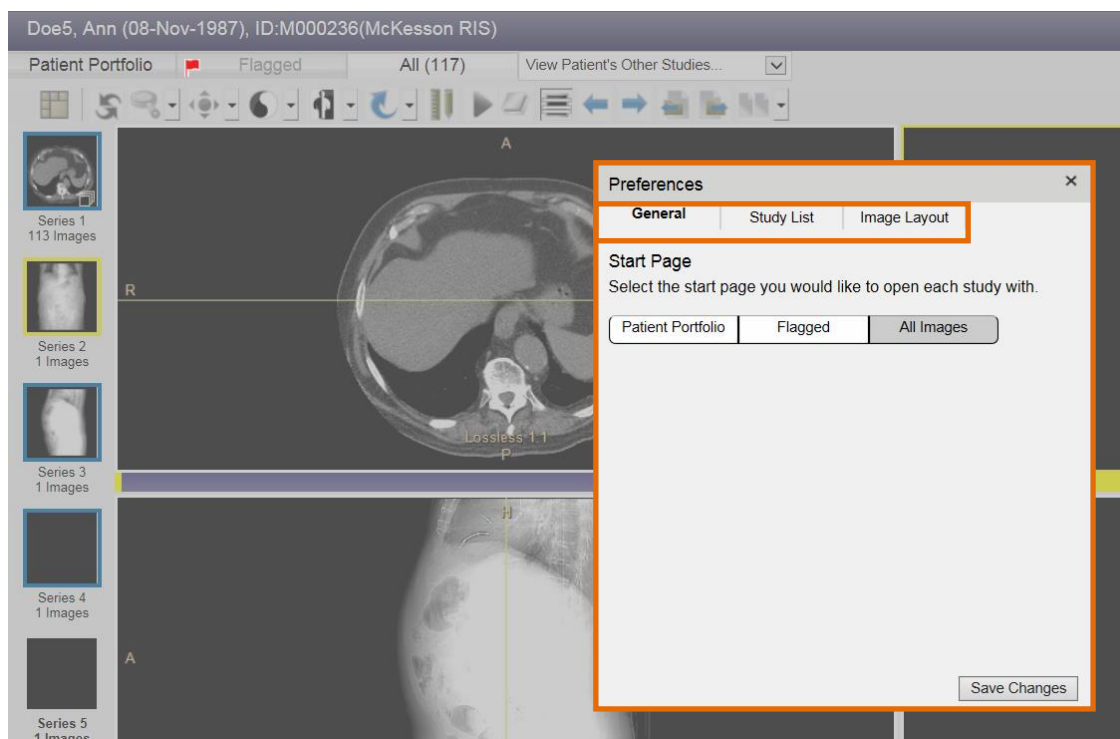 Doe5, Ann (08-Nov-1987), ID:M000236(McKesson RIS)
Patient Portfolio Flagged All (117) View Patient's Other Studies...
A
Series 1
113 Images
R
Lossless 1:1
P
Series 2
1 Images
Series 3
1 Images
H
Series 4
1 Images
A
Series 5
1 Images
Preferences ×
General Study List Image Layout
Start Page
Select the start page you would like to open each study with.
Patient Portfolio Flagged All Images
Save Changes